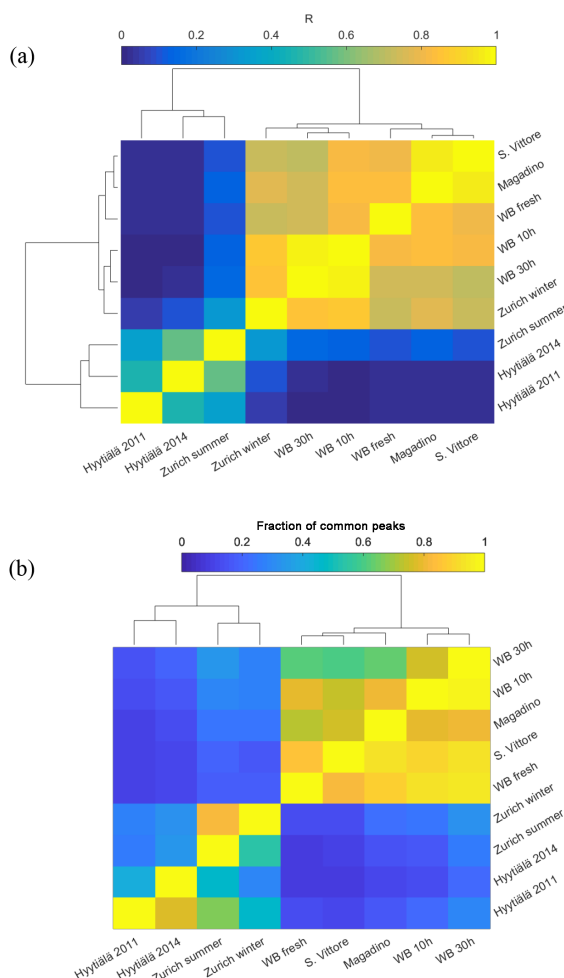 (a)
R
0 0.2 0.4 0.6 0.8 1
S. Vittore
Magadino
WB fresh
WB 10h
WB 30h
Zurich winter
Zurich summer
Hyytiälä 2014
Hyytiälä 2011
Hyytiälä 2011 Hyytiälä 2014 Zurich summer Zurich winter WB 30h WB 10h WB fresh Magadino S. Vittore
(b)
Fraction of common peaks
0 0.2 0.4 0.6 0.8 1
WB 30h
WB 10h
Magadino
S. Vittore
WB fresh
Zurich winter
Zurich summer
Hyytiälä 2014
Hyytiälä 2011
Hyytiälä 2011 Hyytiälä 2014 Zurich summer Zurich winter WB fresh S. Vittore Magadino WB 10h WB 30h